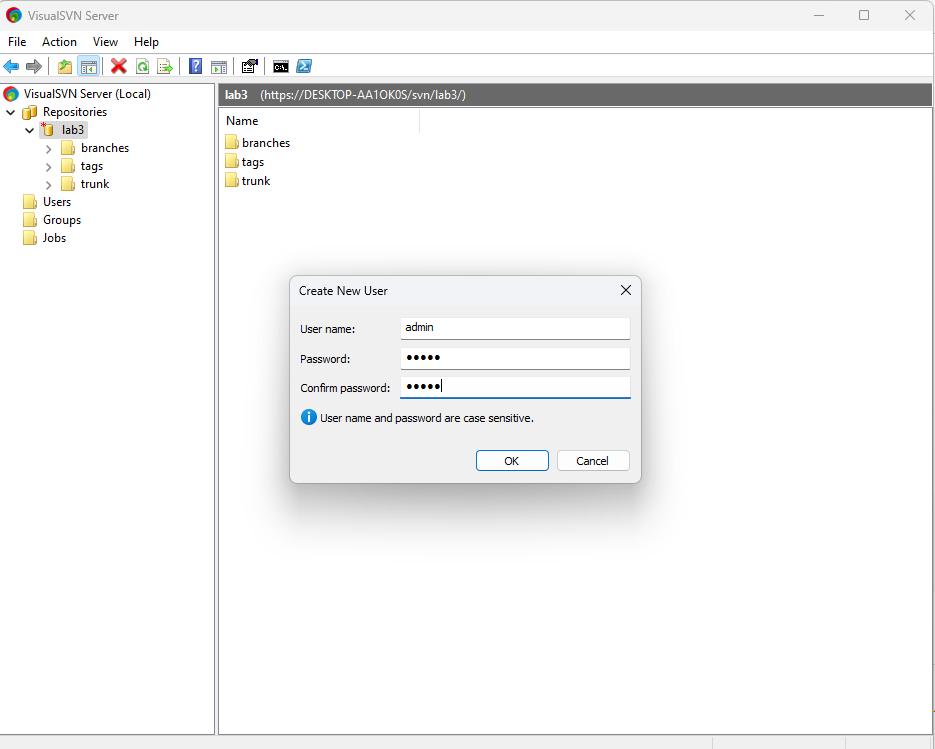 VisualSVN Server
File Action View Help
VisualSVN Server (Local)
Repositories
lab3
branches
tags
trunk
Users
Groups
Jobs
lab3 (https://DESKTOP-AA1OK0S/svn/lab3/)
Name
branches
tags
trunk
Create New User
User name: admin
Password: •••••
Confirm password: •••••
User name and password are case sensitive.
OK Cancel